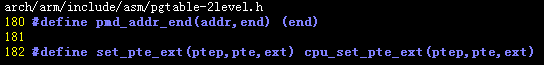 arch/arm/include/asm/pgtable-2level.h
180 #define pmd_addr_end(addr,end) (end)
181
182 #define set_pte_ext(ptep,pte,ext) cpu_set_pte_ext(ptep,pte,ext)